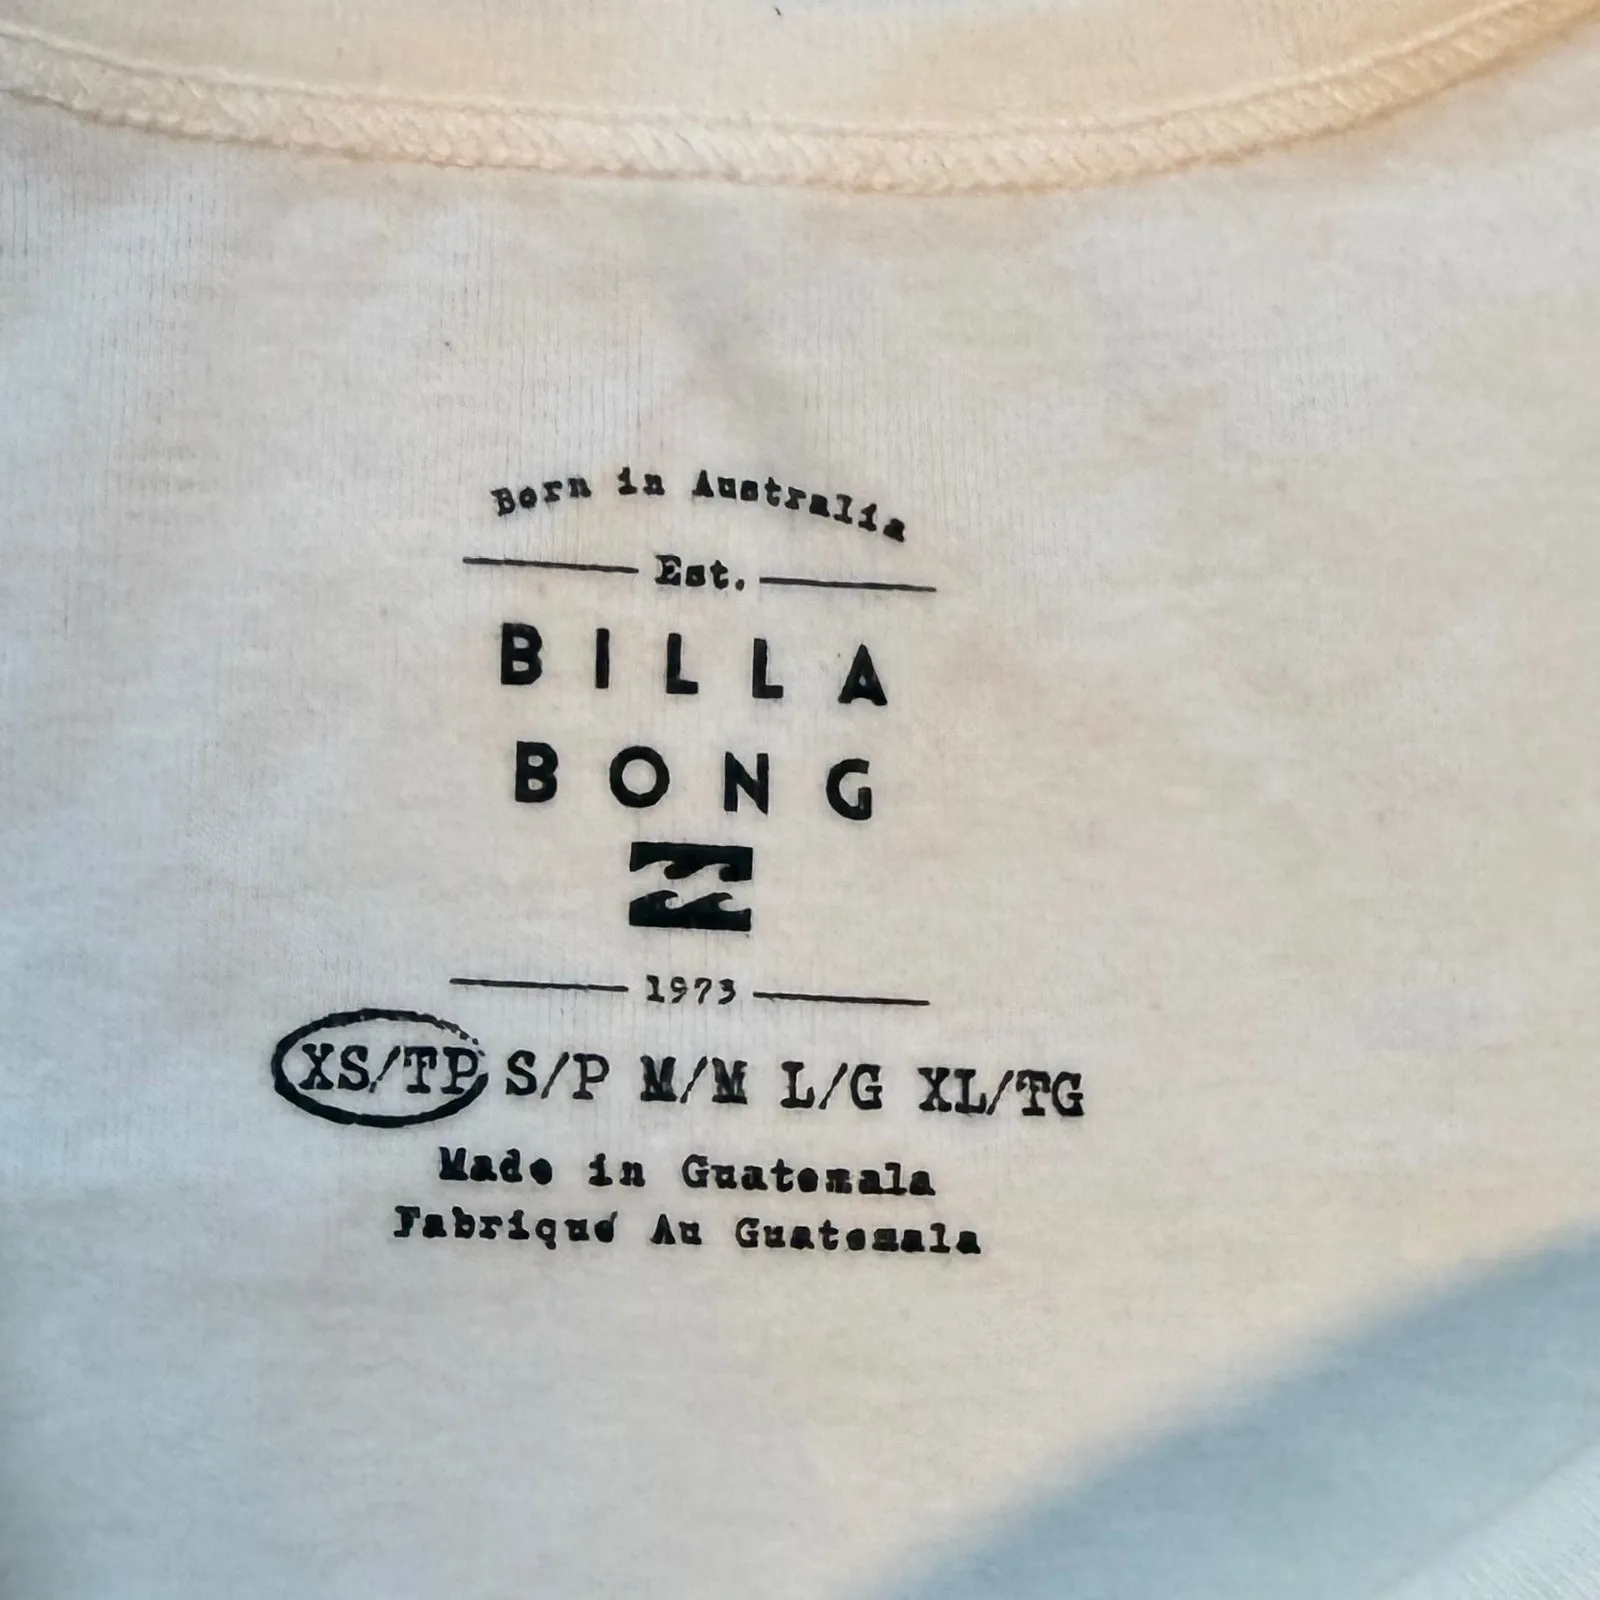 Born in Australia
Est.
BILLA
BONG
1973
XS/TP S/P M/M L/G XL/TG
Made in Guatemala
Fabriqué Au Guatemala